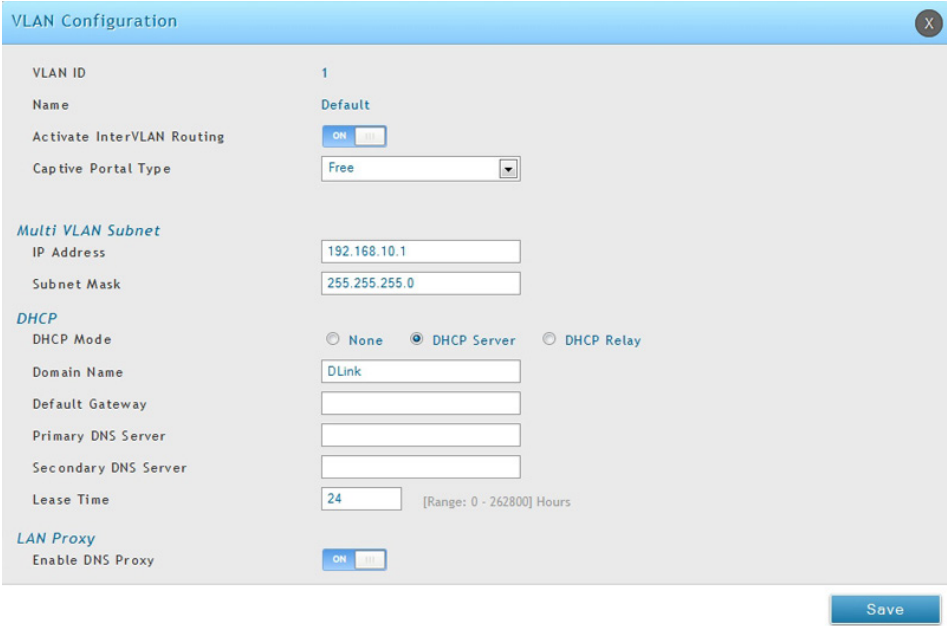 VLAN Configuration X
VLAN ID 1
Name Default
Activate InterVLAN Routing ON
Captive Portal Type Free
Multi VLAN Subnet
IP Address 192.168.10.1
Subnet Mask 255.255.255.0
DHCP
DHCP Mode None DHCP Server DHCP Relay
Domain Name DLink
Default Gateway
Primary DNS Server
Secondary DNS Server
Lease Time 24 [Range: 0 - 262800] Hours
LAN Proxy
Enable DNS Proxy ON
Save